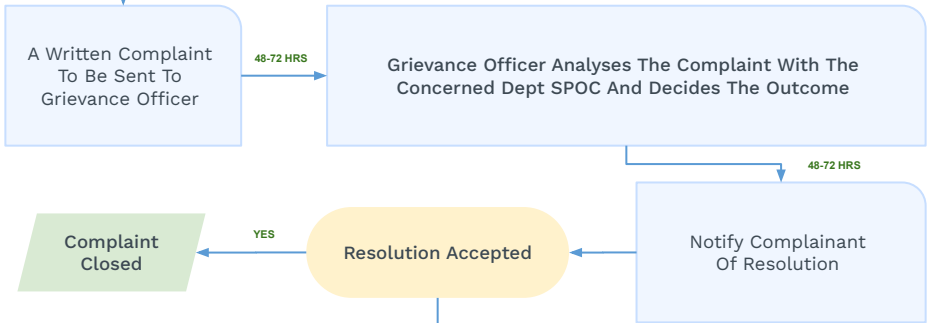 A Written Complaint
To Be Sent To
Grievance Officer
48-72 HRS
Grievance Officer Analyses The Complaint With The
Concerned Dept SPOC And Decides The Outcome
48-72 HRS
Notify Complainant
Of Resolution
Resolution Accepted
YES
Complaint
Closed